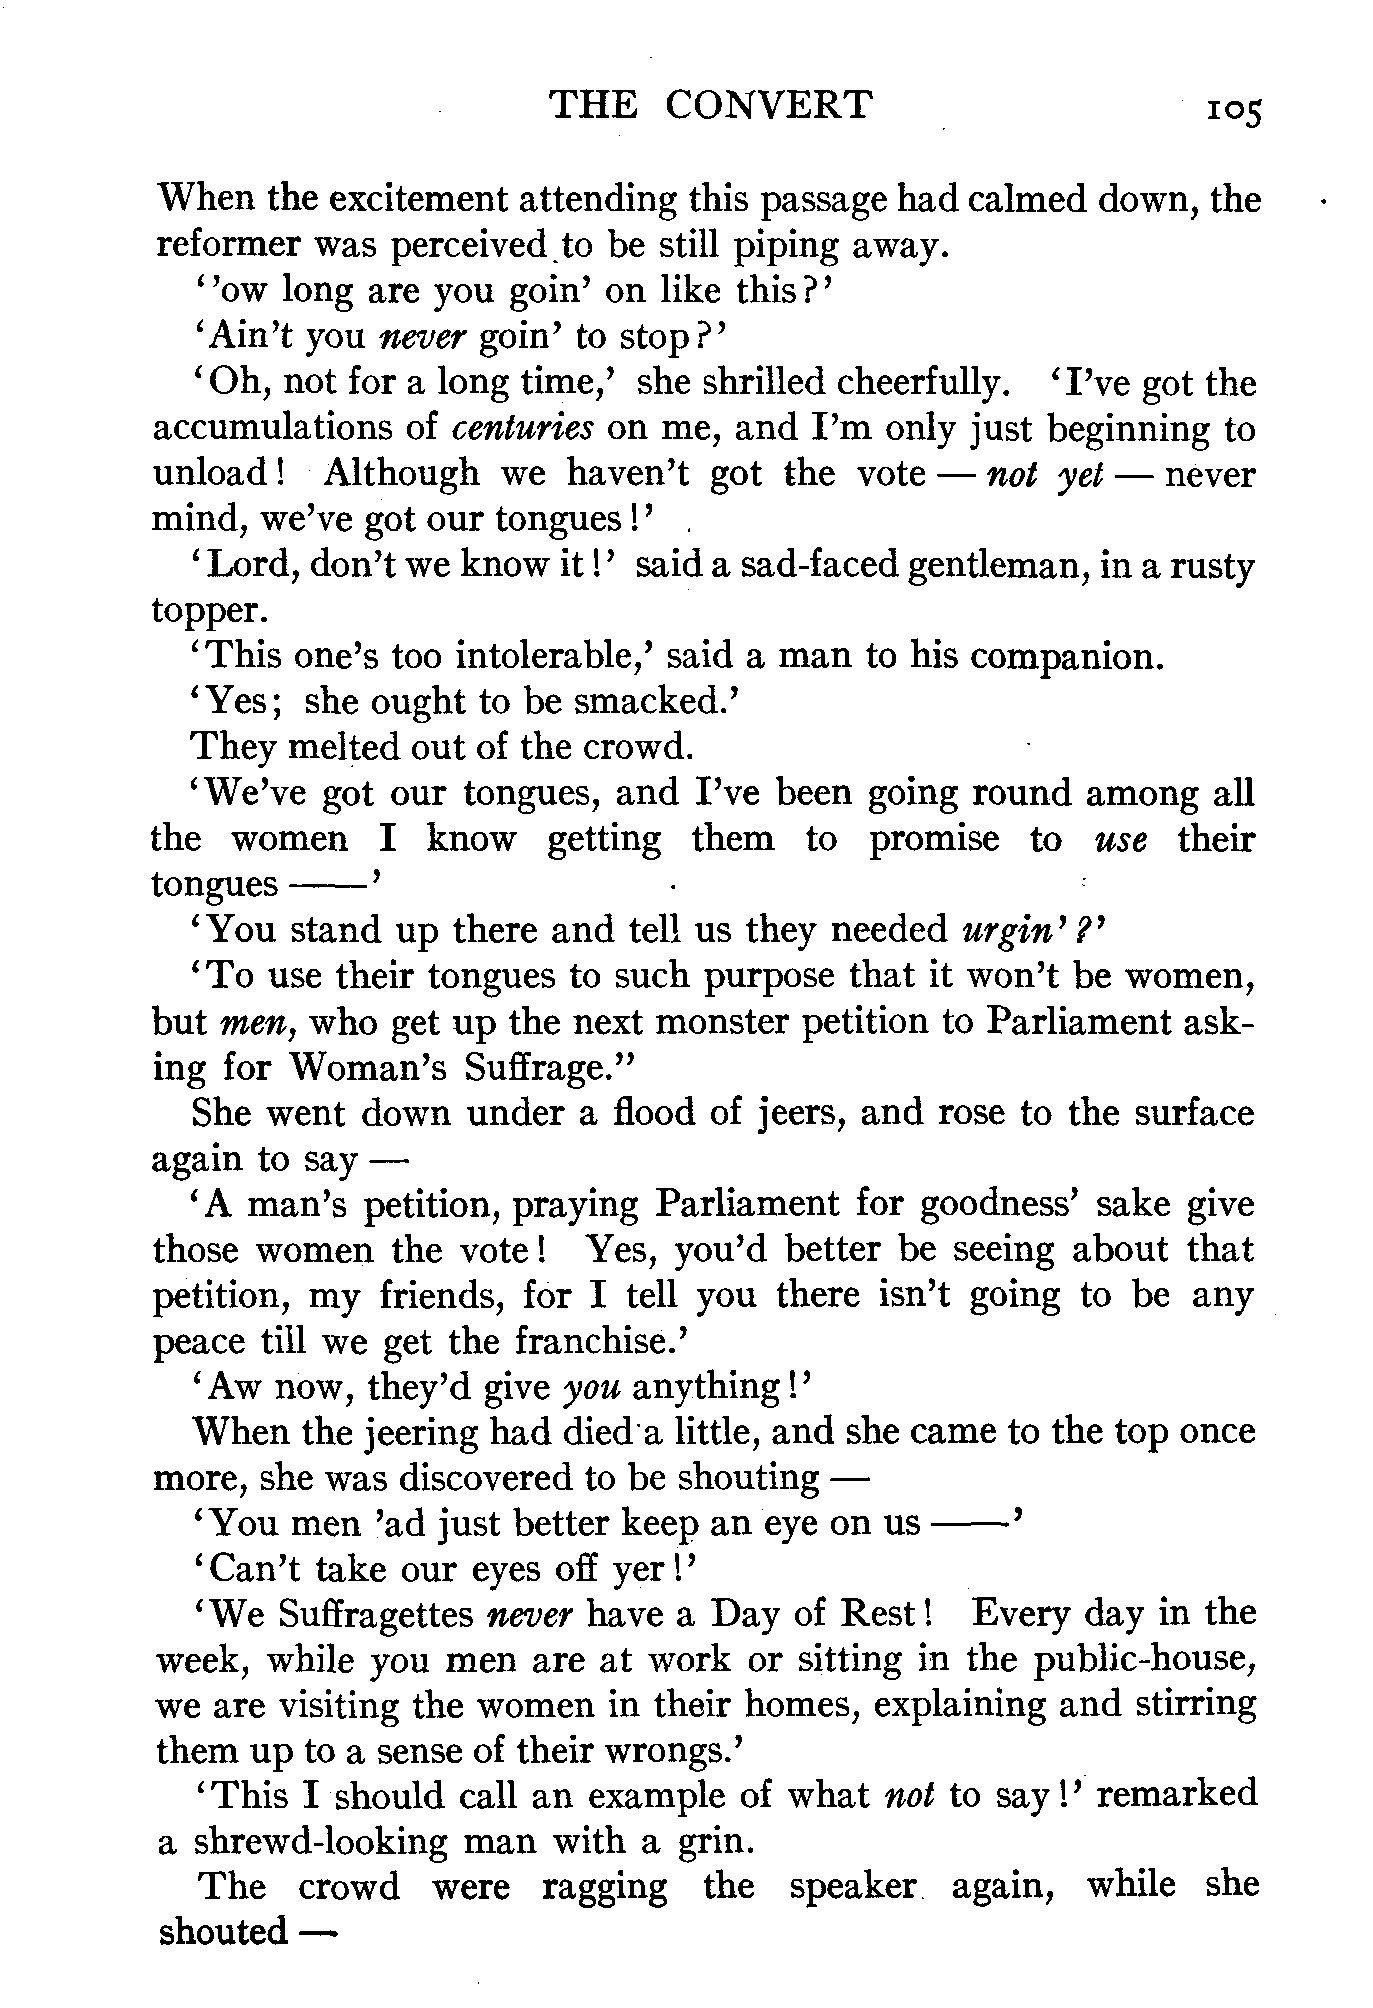 THE CONVERT 105
When the excitement attending this passage had calmed down, the
reformer was perceived to be still piping away.
‘’ow long are you goin’ on like this?’
‘Ain’t you never goin’ to stop?’
‘Oh, not for a long time,’ she shrilled cheerfully. ‘I’ve got the
accumulations of centuries on me, and I’m only just beginning to
unload! Although we haven’t got the vote — not yet — never
mind, we’ve got our tongues!’
‘Lord, don’t we know it!’ said a sad-faced gentleman, in a rusty
topper.
‘This one’s too intolerable,’ said a man to his companion.
‘Yes; she ought to be smacked.’
They melted out of the crowd.
‘We’ve got our tongues, and I’ve been going round among all
the women I know getting them to promise to use their
tongues ——’
‘You stand up there and tell us they needed urgin’?’
‘To use their tongues to such purpose that it won’t be women,
but men, who get up the next monster petition to Parliament ask-
ing for Woman’s Suffrage.”
She went down under a flood of jeers, and rose to the surface
again to say —
‘A man’s petition, praying Parliament for goodness’ sake give
those women the vote! Yes, you’d better be seeing about that
petition, my friends, for I tell you there isn’t going to be any
peace till we get the franchise.’
‘Aw now, they’d give you anything!’
When the jeering had died a little, and she came to the top once
more, she was discovered to be shouting —
‘You men ’ad just better keep an eye on us ——’
‘Can’t take our eyes off yer!’
‘We Suffragettes never have a Day of Rest! Every day in the
week, while you men are at work or sitting in the public-house,
we are visiting the women in their homes, explaining and stirring
them up to a sense of their wrongs.’
‘This I should call an example of what not to say!’ remarked
a shrewd-looking man with a grin.
The crowd were ragging the speaker again, while she
shouted —